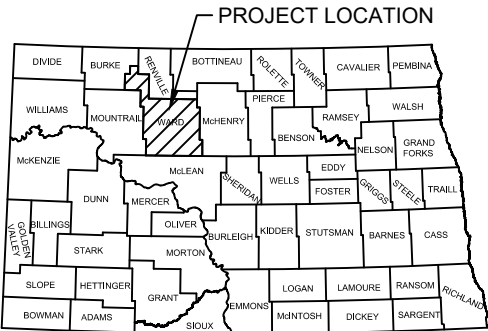 PROJECT LOCATION
DIVIDE
BURKE
RENVILLE
BOTTINEAU
ROLETTE
TOWNER
CAVALIER
PEMBINA
WILLIAMS
MOUNTRAIL
WARD
McHENRY
PIERCE
BENSON
RAMSEY
WALSH
NELSON
GRAND
FORKS
McKENZIE
DUNN
McLEAN
MERCER
OLIVER
SHERIDAN
WELLS
EDDY
FOSTER
GRIGGS
STEELE
TRAILL
GOLDEN
VALLEY
BILLINGS
STARK
MORTON
BURLEIGH
KIDDER
STUTSMAN
BARNES
CASS
SLOPE
HETTINGER
GRANT
BOWMAN
ADAMS
SIOUX
EMMONS
LOGAN
LAMOURE
RANSOM
RICHLAND
McINTOSH
DICKEY
SARGENT